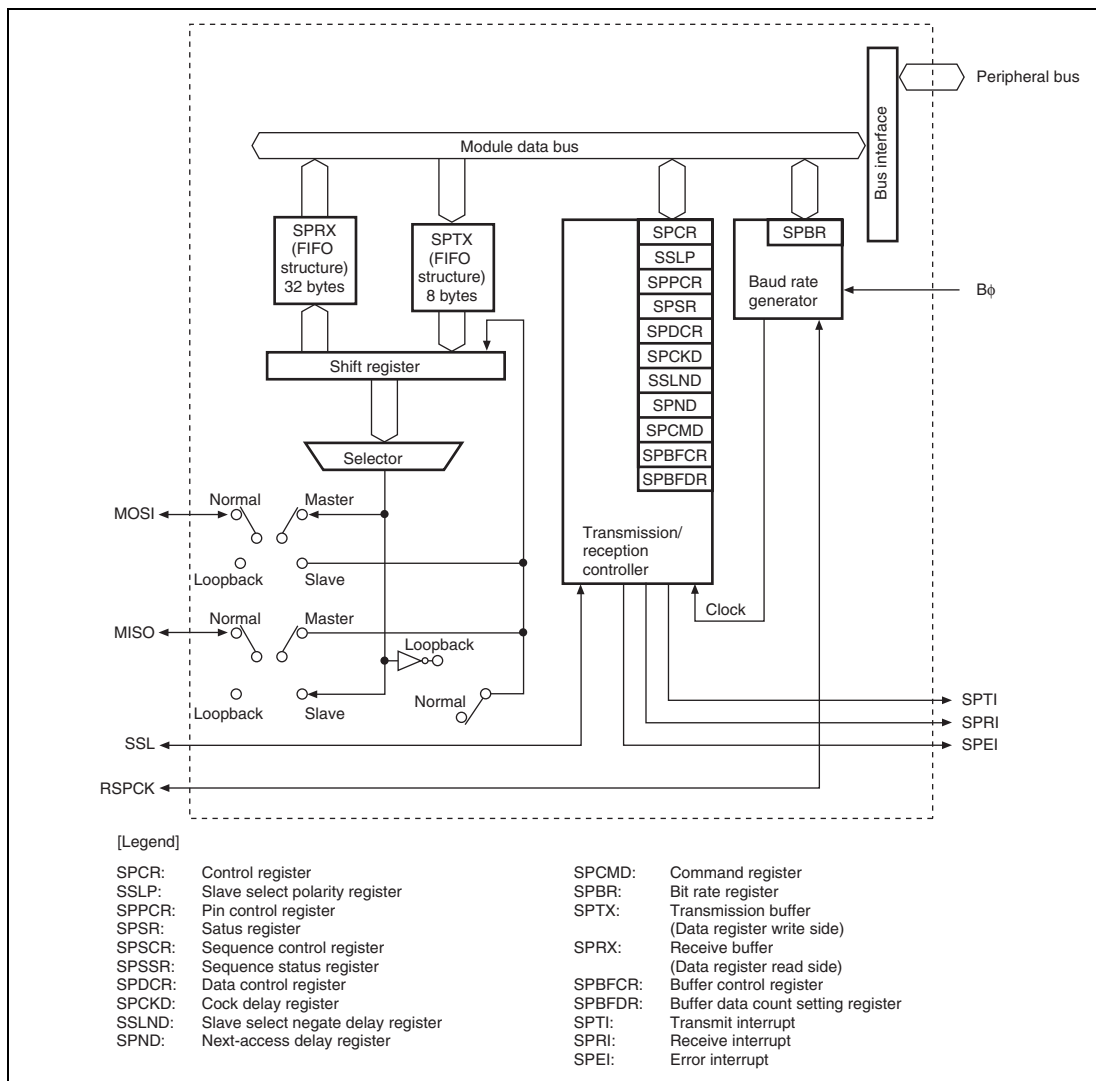 Peripheral bus
Bus interface
Module data bus
SPRX
(FIFO
structure)
32 bytes
SPTX
(FIFO
structure)
8 bytes
SPCR
SSLP
SPPCR
SPSR
SPDCR
SPCKD
SSLND
SPND
SPCMD
SPBFCR
SPBFDR
Transmission/
reception
controller
SPBR
Baud rate
generator
Bϕ
Shift register
Selector
MOSI
Normal
Master
Loopback
Slave
MISO
Normal
Master
Loopback
Loopback
Slave
Normal
Clock
SSL
RSPCK
SPTI
SPRI
SPEI
[Legend]
SPCR: Control register
SSLP: Slave select polarity register
SPPCR: Pin control register
SPSR: Satus register
SPSCR: Sequence control register
SPSSR: Sequence status register
SPDCR: Data control register
SPCKD: Cock delay register
SSLND: Slave select negate delay register
SPND: Next-access delay register
SPCMD: Command register
SPBR: Bit rate register
SPTX: Transmission buffer
(Data register write side)
SPRX: Receive buffer
(Data register read side)
SPBFCR: Buffer control register
SPBFDR: Buffer data count setting register
SPTI: Transmit interrupt
SPRI: Receive interrupt
SPEI: Error interrupt